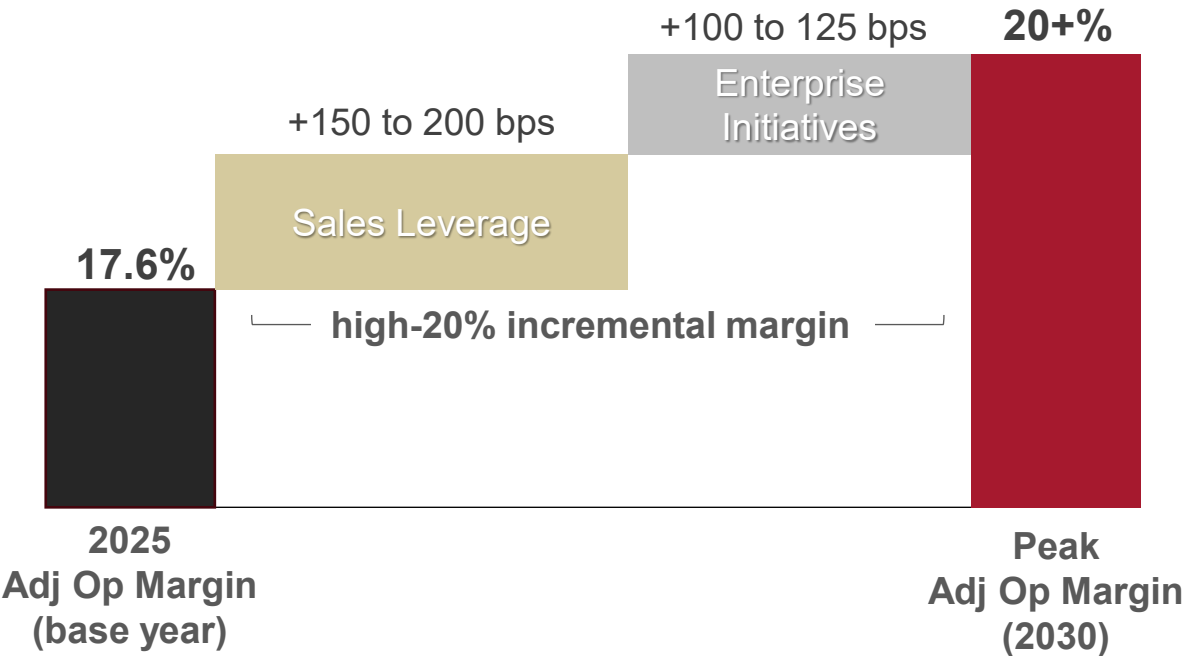 +100 to 125 bps
20+%
Enterprise
Initiatives
+150 to 200 bps
Sales Leverage
17.6%
high-20% incremental margin
2025
Adj Op Margin
(base year)
Peak
Adj Op Margin
(2030)